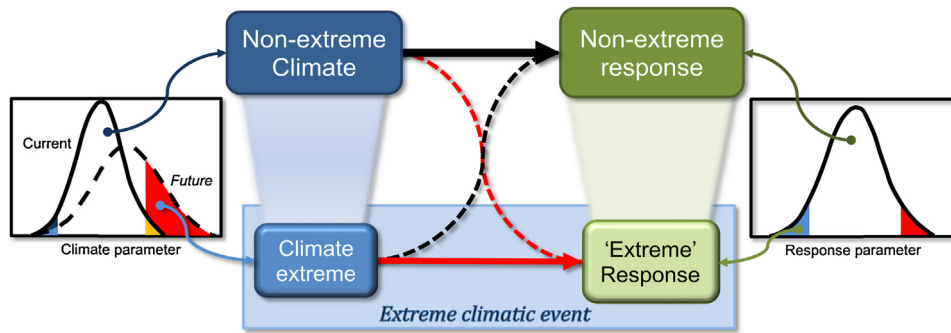 Non-extreme
Climate
Non-extreme
response
Current
Future
Climate parameter
Climate
extreme
‘Extreme’
Response
Response parameter
Extreme climatic event